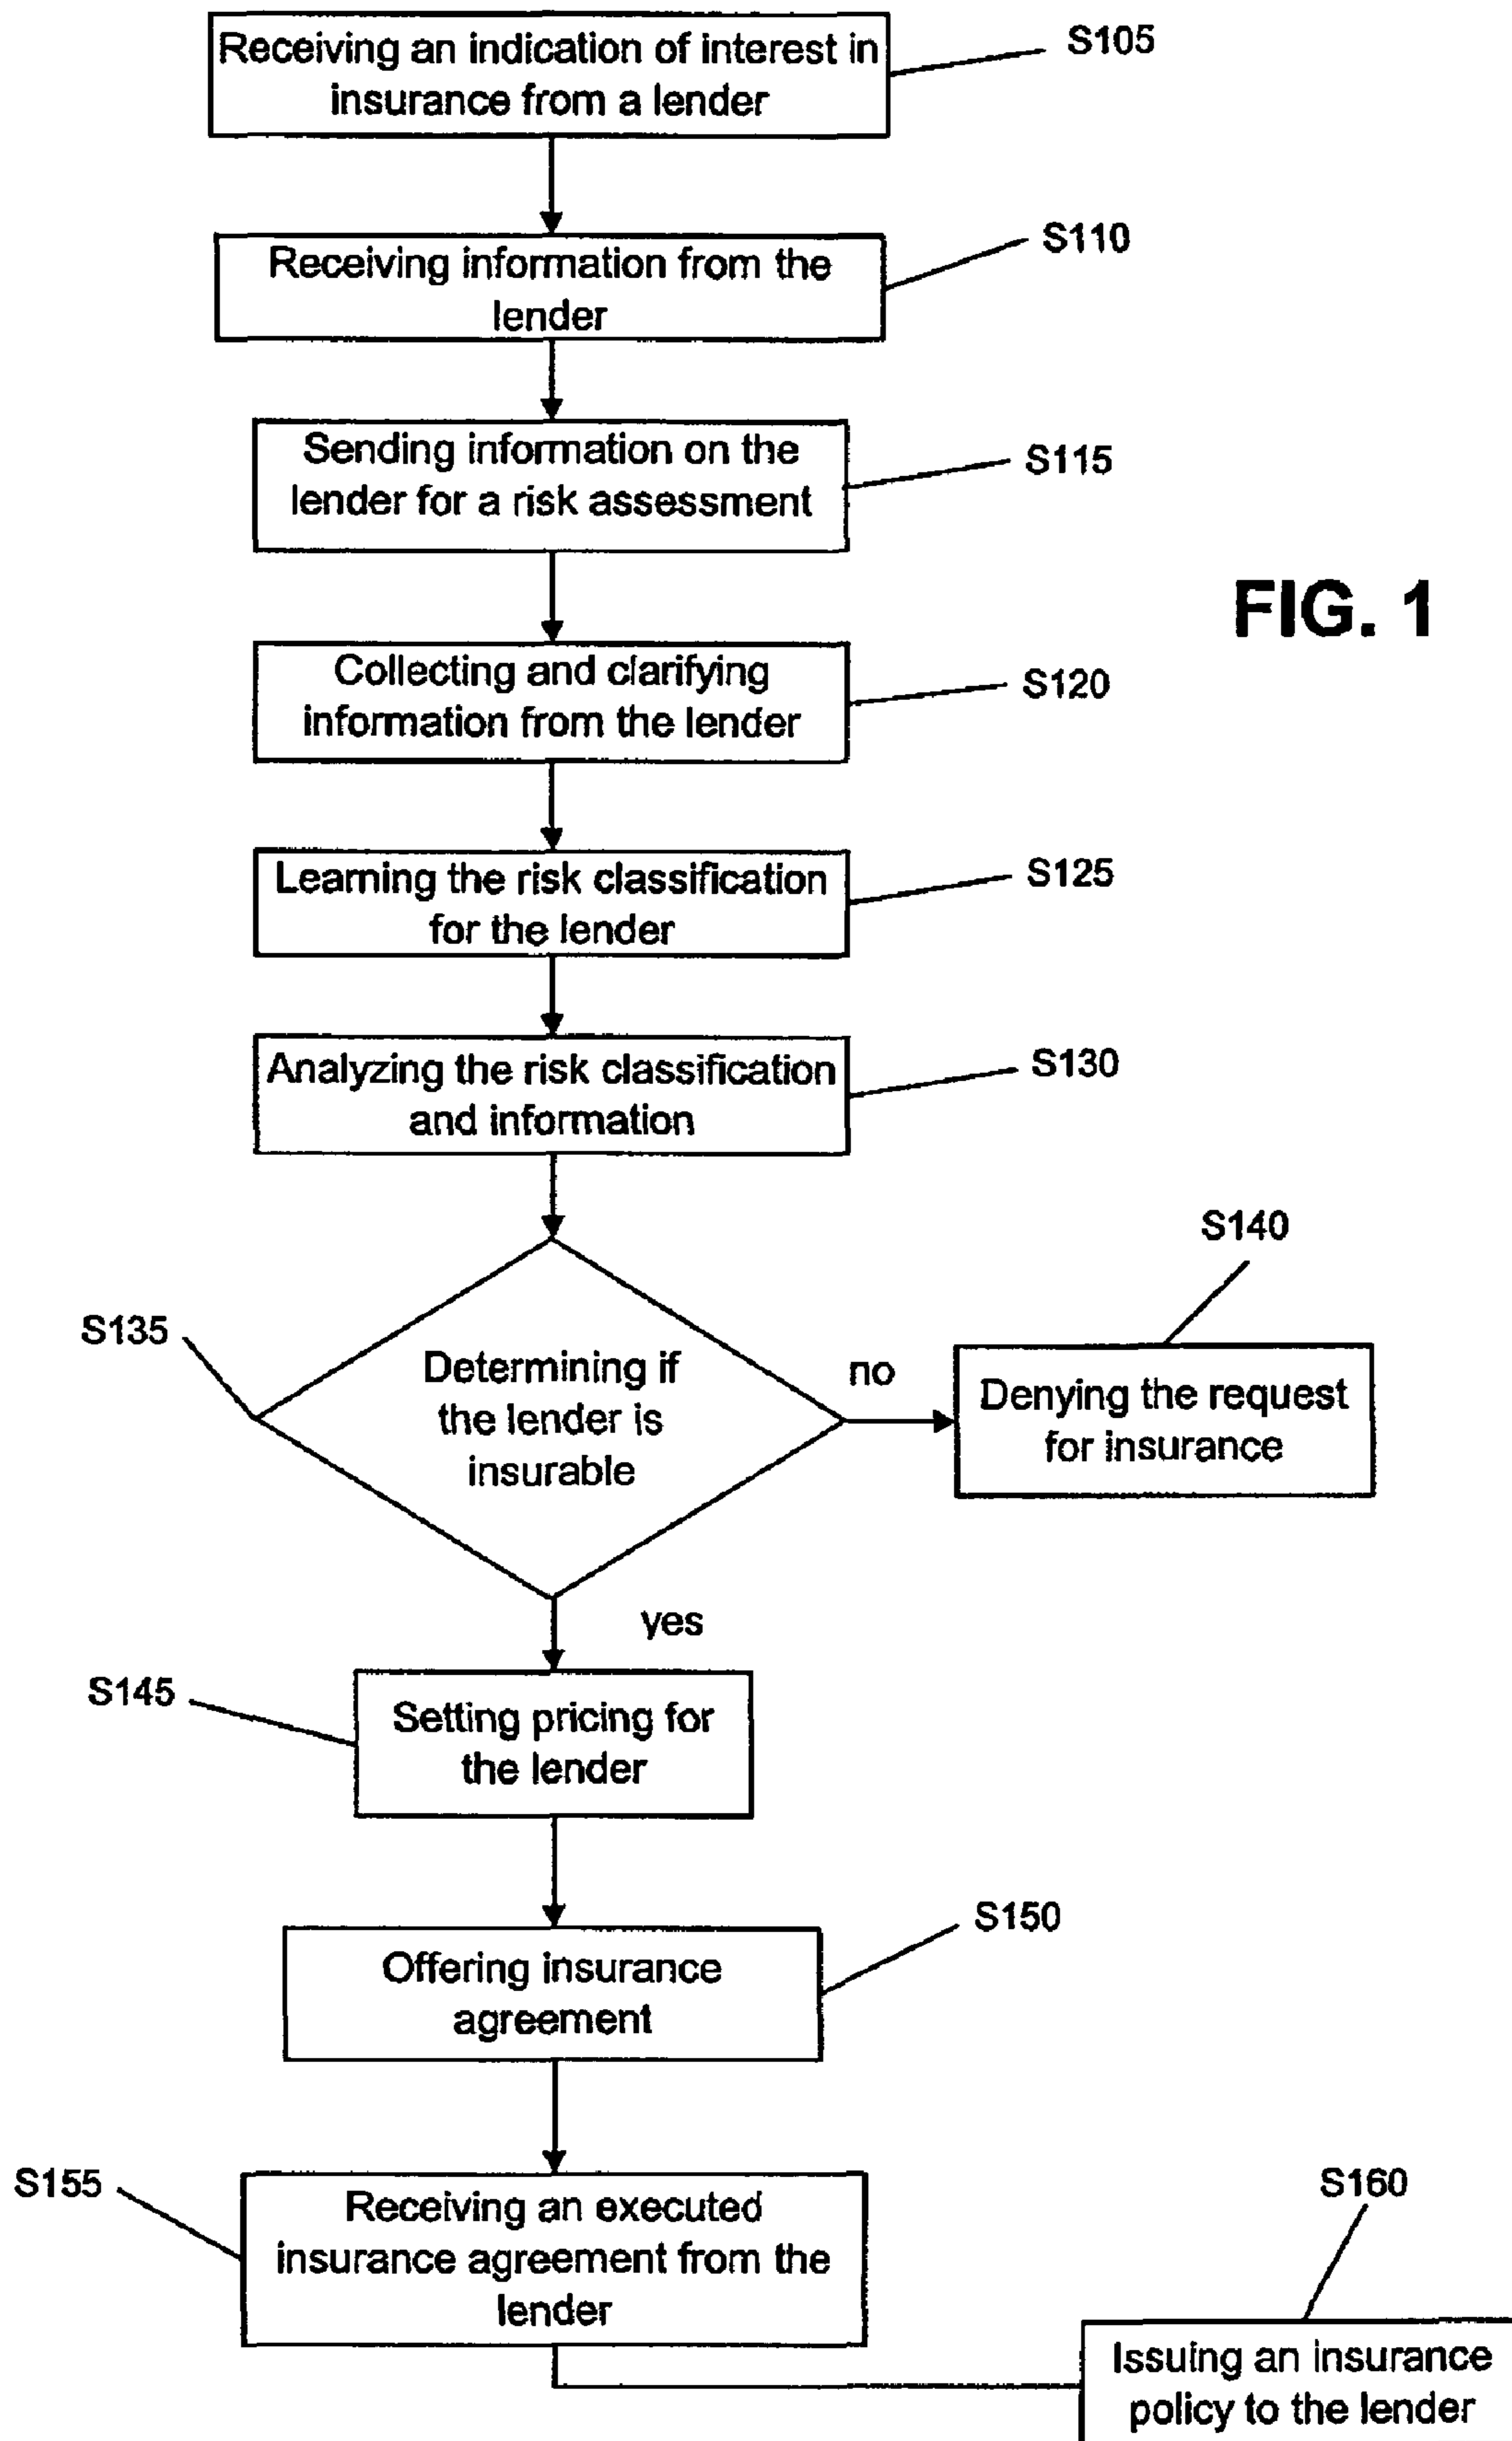 Receiving an indication of interest in
insurance from a lender
S105
Receiving information from the
lender
S110
Sending information on the
lender for a risk assessment
S115
FIG. 1
Collecting and clarifying
information from the lender
S120
Learning the risk classification
for the lender
S125
Analyzing the risk classification
and information
S130
S135
Determining if
the lender is
insurable
no
S140
Denying the request
for insurance
yes
S145
Setting pricing for
the lender
S150
Offering insurance
agreement
S155
Receiving an executed
insurance agreement from the
lender
S160
Issuing an insurance
policy to the lender